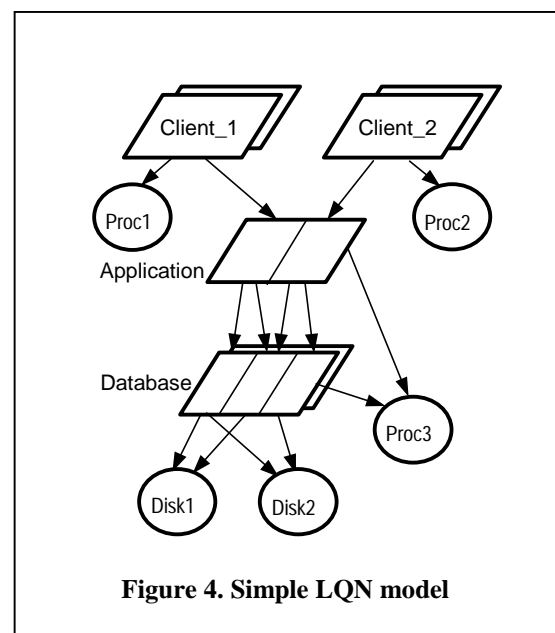 Client_1
Client_2
Proc1
Proc2
Application
Database
Proc3
Disk1
Disk2
Figure 4. Simple LQN model